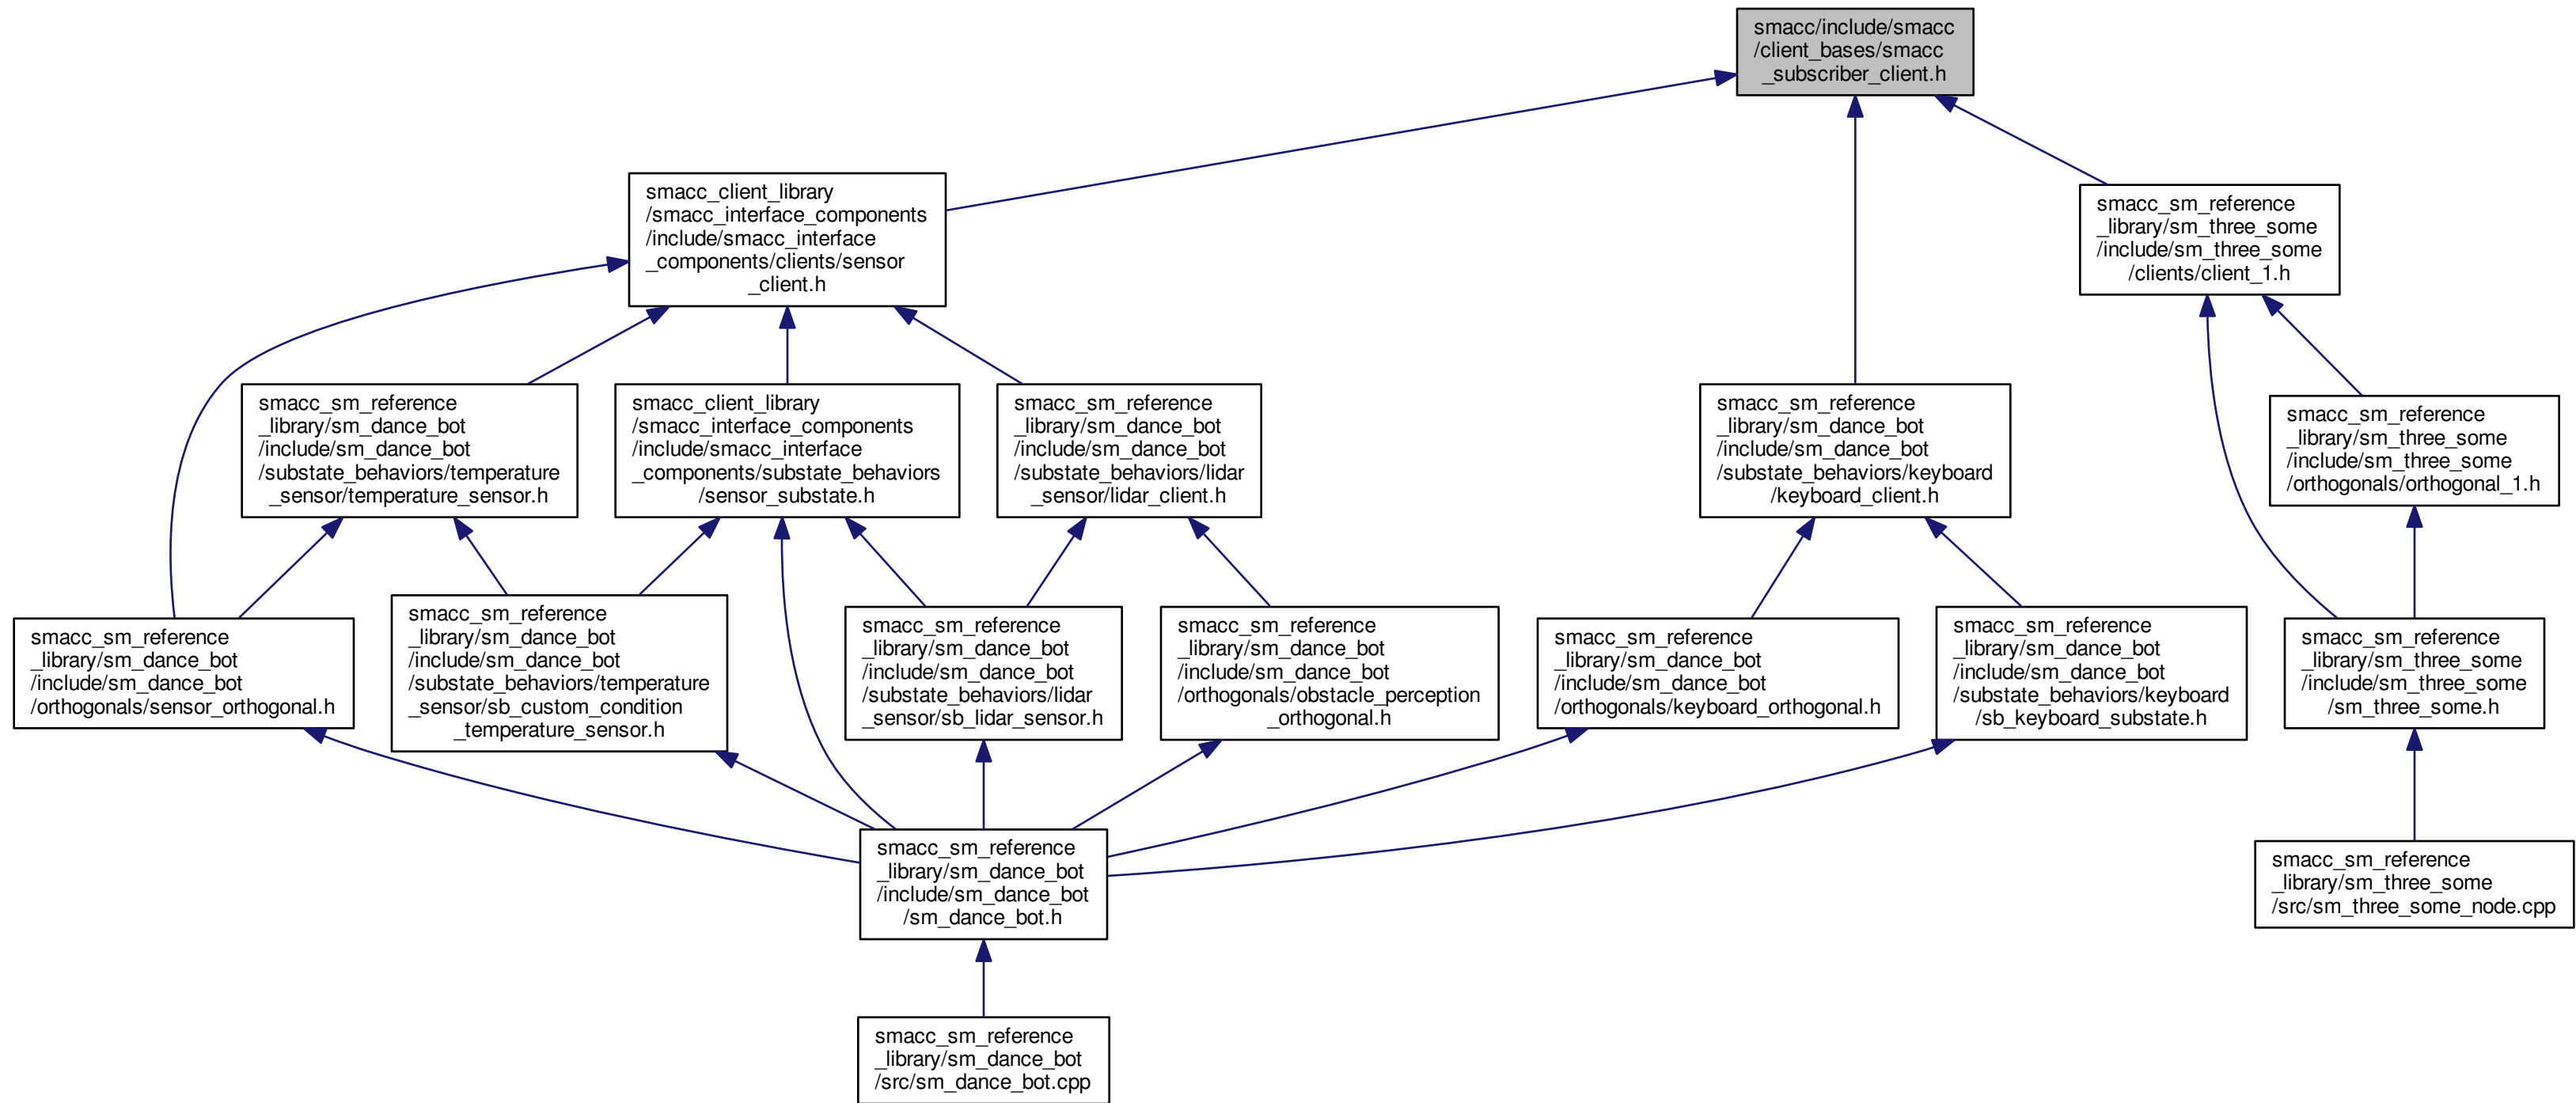 smacc/include/smacc
/client_bases/smacc
_subscriber_client.h
smacc_client_library
/smacc_interface_components
/include/smacc_interface
_components/clients/sensor
_client.h
smacc_sm_reference
_library/sm_three_some
/include/sm_three_some
/clients/client_1.h
smacc_sm_reference
_library/sm_dance_bot
/include/sm_dance_bot
/substate_behaviors/temperature
_sensor/temperature_sensor.h
smacc_client_library
/smacc_interface_components
/include/smacc_interface
_components/substate_behaviors
/sensor_substate.h
smacc_sm_reference
_library/sm_dance_bot
/include/sm_dance_bot
/substate_behaviors/lidar
_sensor/lidar_client.h
smacc_sm_reference
_library/sm_dance_bot
/include/sm_dance_bot
/substate_behaviors/keyboard
/keyboard_client.h
smacc_sm_reference
_library/sm_three_some
/include/sm_three_some
/orthogonals/orthogonal_1.h
smacc_sm_reference
_library/sm_dance_bot
/include/sm_dance_bot
/orthogonals/sensor_orthogonal.h
smacc_sm_reference
_library/sm_dance_bot
/include/sm_dance_bot
/substate_behaviors/temperature
_sensor/sb_custom_condition
_temperature_sensor.h
smacc_sm_reference
_library/sm_dance_bot
/include/sm_dance_bot
/substate_behaviors/lidar
_sensor/sb_lidar_sensor.h
smacc_sm_reference
_library/sm_dance_bot
/include/sm_dance_bot
/orthogonals/obstacle_perception
_orthogonal.h
smacc_sm_reference
_library/sm_dance_bot
/include/sm_dance_bot
/orthogonals/keyboard_orthogonal.h
smacc_sm_reference
_library/sm_dance_bot
/include/sm_dance_bot
/substate_behaviors/keyboard
/sb_keyboard_substate.h
smacc_sm_reference
_library/sm_three_some
/include/sm_three_some
/sm_three_some.h
smacc_sm_reference
_library/sm_dance_bot
/include/sm_dance_bot
/sm_dance_bot.h
smacc_sm_reference
_library/sm_three_some
/src/sm_three_some_node.cpp
smacc_sm_reference
_library/sm_dance_bot
/src/sm_dance_bot.cpp